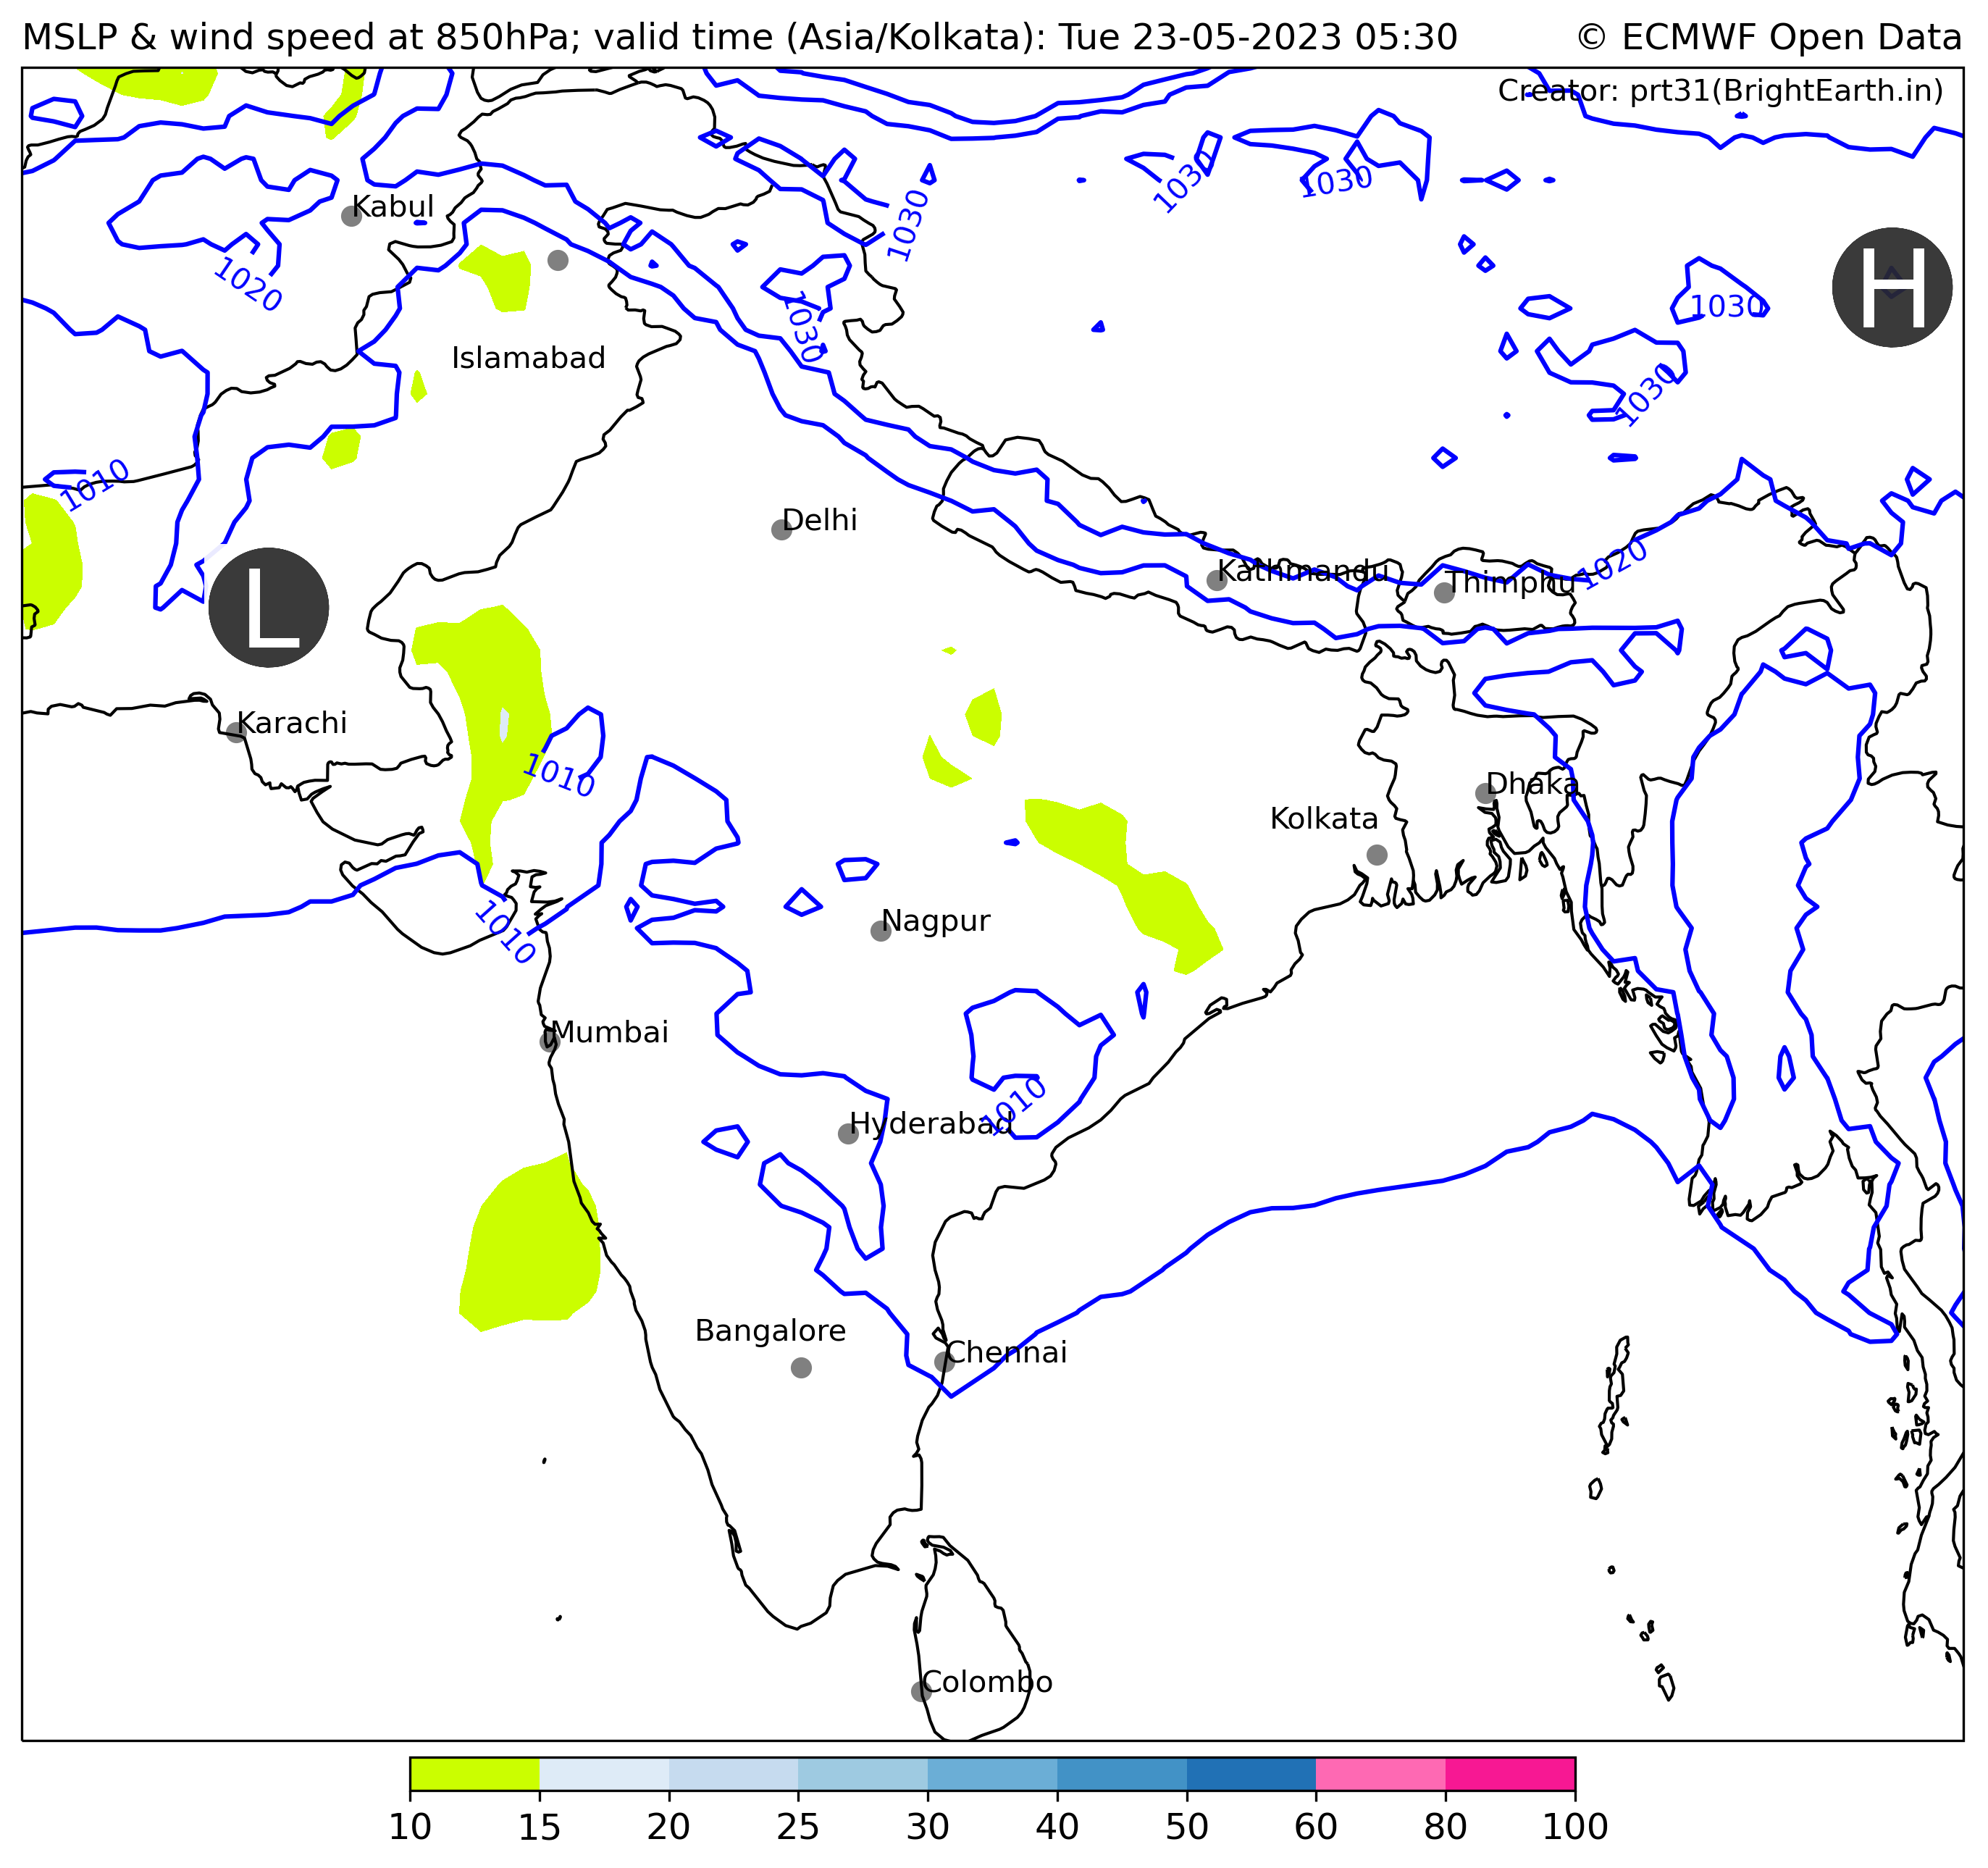 MSLP & wind speed at 850hPa; valid time (Asia/Kolkata): Tue 23-05-2023 05:30
© ECMWF Open Data
Creator: prt31(BrightEarth.in)
1030
1030
1030
Kabul
1020
H
1030
1030
Islamabad
1030
1010
Delhi
1020
Kathmandu
Thimphu
L
Karachi
1010
Dhaka
Kolkata
1010
Nagpur
Mumbai
1010
Hyderabad
Bangalore
Chennai
Colombo
10 15 20 25 30 40 50 60 80 100